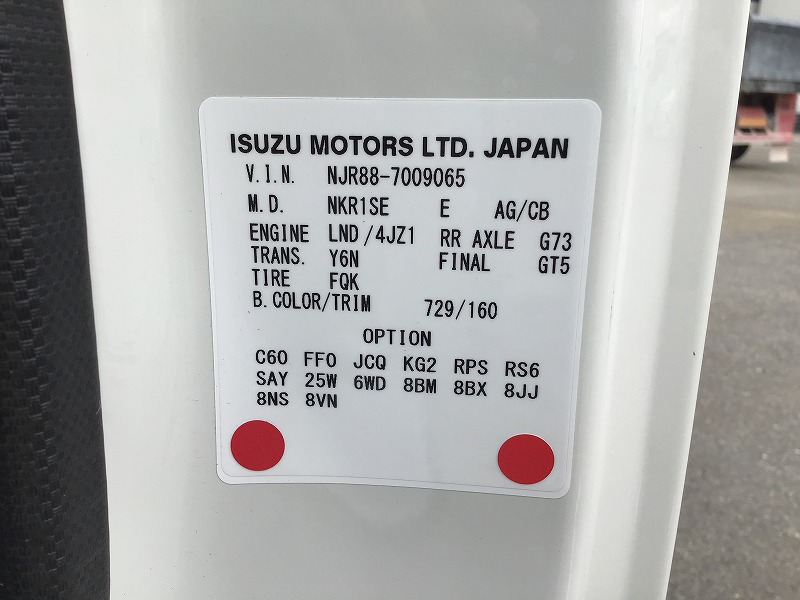 ISUZU MOTORS LTD. JAPAN
V.I.N. NJR88-7009065
M.D. NKR1SE E AG/CB
ENGINE LND/4JZ1 RR AXLE G73
TRANS. Y6N FINAL GT5
TIRE FQK
B.COLOR/TRIM 729/160
OPTION
C60 FF0 JCQ KG2 RPS RS6
SAY 25W 6WD 8BM 8BX 8JJ
8NS 8VN